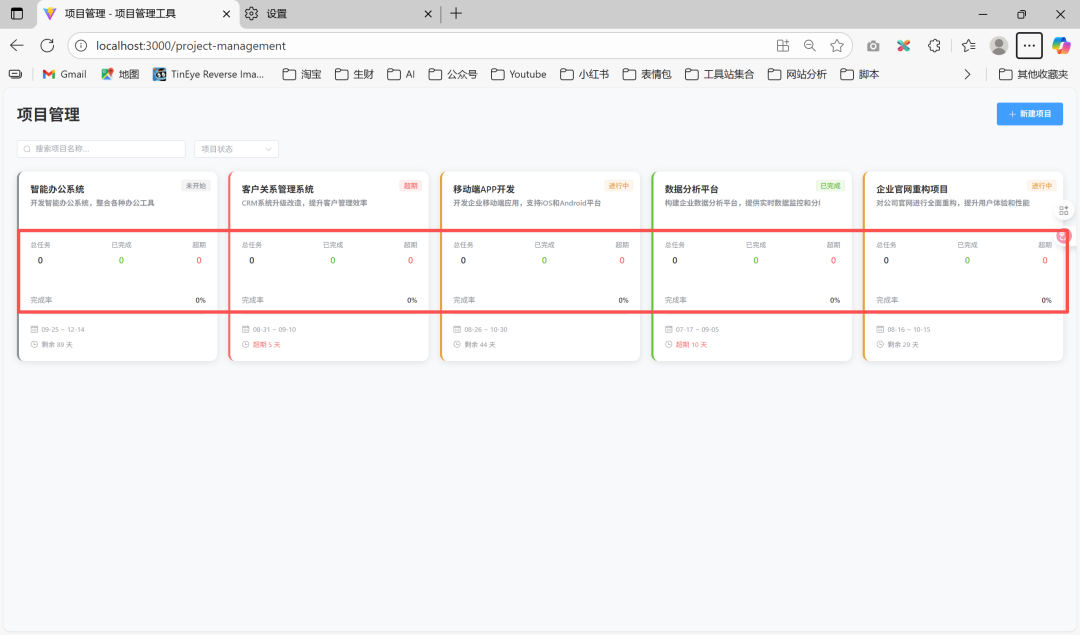 项目管理 - 项目管理工具
设置
localhost:3000/project-management
Gmail
地图
TinEye Reverse Ima...
淘宝
生财
AI
公众号
Youtube
小红书
表情包
工具站集合
网站分析
脚本
其他收藏夹
项目管理
+ 新建项目
搜索项目名称...
项目状态
智能办公系统
未开始
开发智能办公系统，整合各种办公工具
总任务 已完成 超期
0 0 0
完成率 0%
09-25 ~ 12-14
剩余 89 天
客户关系管理系统
超期
CRM系统升级改造，提升客户管理效率
总任务 已完成 超期
0 0 0
完成率 0%
08-31 ~ 09-10
超期 5 天
移动端APP开发
进行中
开发企业移动端应用，支持iOS和Android平台
总任务 已完成 超期
0 0 0
完成率 0%
08-26 ~ 10-30
剩余 44 天
数据分析平台
已完成
构建企业数据分析平台，提供实时数据监控和分
总任务 已完成 超期
0 0 0
完成率 0%
07-17 ~ 09-05
超期 10 天
企业官网重构项目
进行中
对公司官网进行全面重构，提升用户体验和性能
总任务 已完成 超期
0 0 0
完成率 0%
08-16 ~ 10-15
剩余 29 天